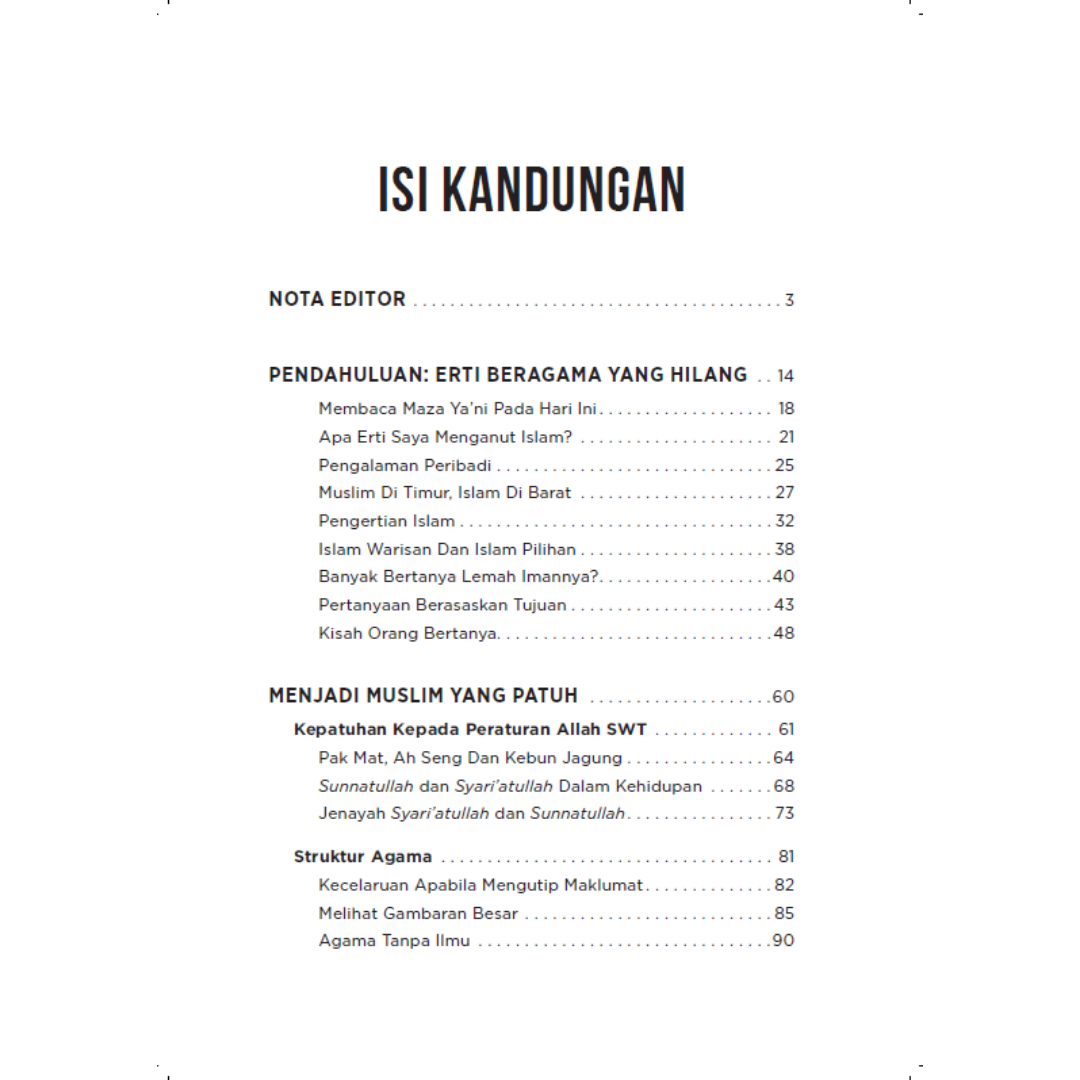 ISI KANDUNGAN
NOTA EDITOR . . . . . . . . . . . . . . . . . . . . . . . . . . . . . . . . . . . . . . . . 3
PENDAHULUAN: ERTI BERAGAMA YANG HILANG . . 14
Membaca Maza Ya'ni Pada Hari Ini . . . . . . . . . . . . . . . . . . . 18
Apa Erti Saya Menganut Islam? . . . . . . . . . . . . . . . . . . . . . 21
Pengalaman Peribadi . . . . . . . . . . . . . . . . . . . . . . . . . . . . . . 25
Muslim Di Timur, Islam Di Barat . . . . . . . . . . . . . . . . . . . . . 27
Pengertian Islam . . . . . . . . . . . . . . . . . . . . . . . . . . . . . . . . . . 32
Islam Warisan Dan Islam Pilihan . . . . . . . . . . . . . . . . . . . . . 38
Banyak Bertanya Lemah Imannya? . . . . . . . . . . . . . . . . . . . 40
Pertanyaan Berasaskan Tujuan . . . . . . . . . . . . . . . . . . . . . . 43
Kisah Orang Bertanya. . . . . . . . . . . . . . . . . . . . . . . . . . . . . . 48
MENJADI MUSLIM YANG PATUH . . . . . . . . . . . . . . . . . . . . 60
Kepatuhan Kepada Peraturan Allah SWT . . . . . . . . . . . . . 61
Pak Mat, Ah Seng Dan Kebun Jagung . . . . . . . . . . . . . . . . 64
Sunnatullah dan Syari'atullah Dalam Kehidupan . . . . . . . 68
Jenayah Syari'atullah dan Sunnatullah . . . . . . . . . . . . . . . . 73
Struktur Agama . . . . . . . . . . . . . . . . . . . . . . . . . . . . . . . . . . . . 81
Kecelaruan Apabila Mengutip Maklumat . . . . . . . . . . . . . . 82
Melihat Gambaran Besar . . . . . . . . . . . . . . . . . . . . . . . . . . . 85
Agama Tanpa Ilmu . . . . . . . . . . . . . . . . . . . . . . . . . . . . . . . . 90